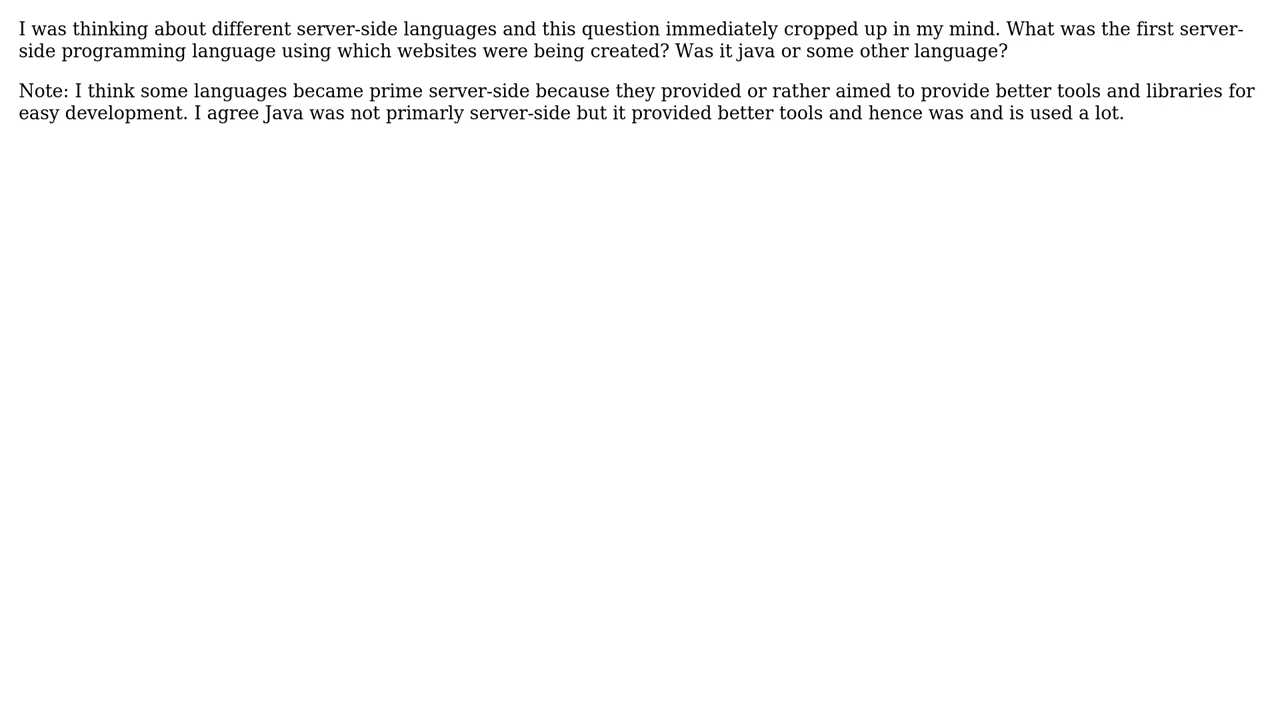 I was thinking about different server-side languages and this question immediately cropped up in my mind. What was the first server-
side programming language using which websites were being created? Was it java or some other language?
Note: I think some languages became prime server-side because they provided or rather aimed to provide better tools and libraries for
easy development. I agree Java was not primarly server-side but it provided better tools and hence was and is used a lot.